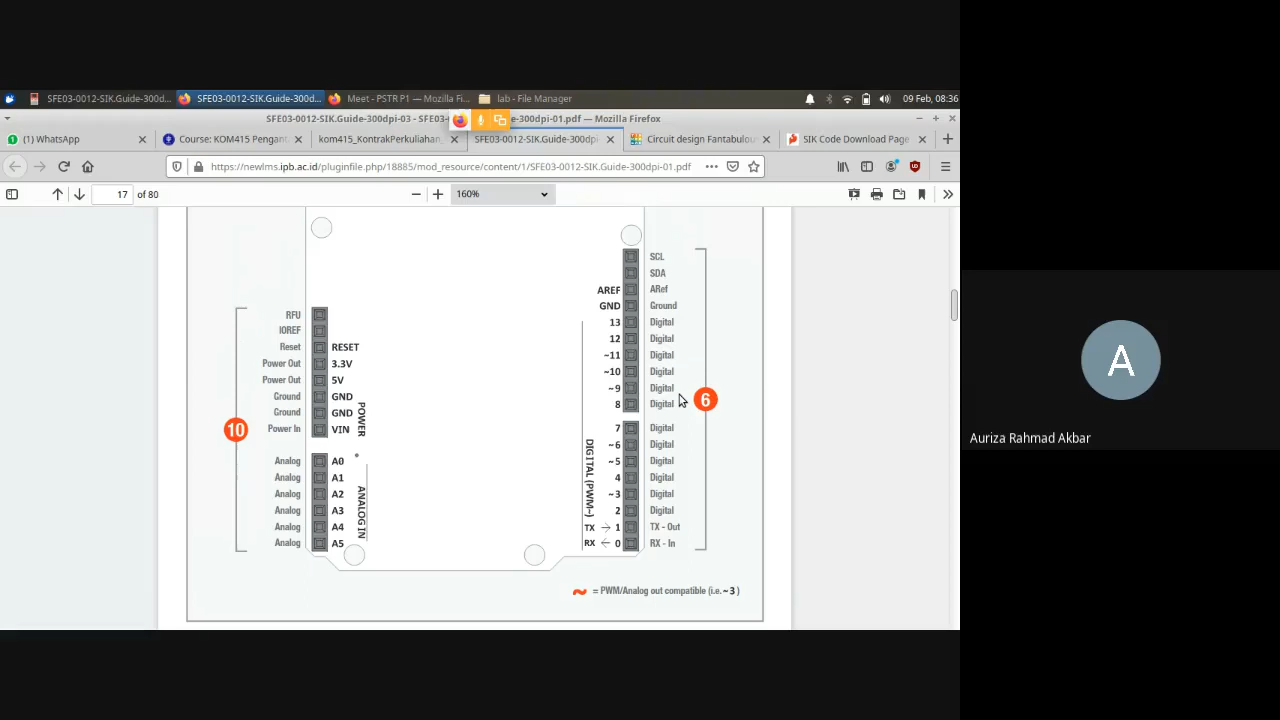 SFE03-0012-SIK.Guide-300d...
SFE03-0012-SIK.Guide-300d...
Meet - PSTR P1 — Mozilla Fi...
lab - File Manager
09 Feb, 08:36
SFE03-0012-SIK.Guide-300dpi-03 - SFE03-
e-300dpi-01.pdf — Mozilla Firefox
(1) WhatsApp
Course: KOM415 Pengant
kom415_KontrakPerkuliahan_
SFE03-0012-SIK.Guide-300dpi-
Circuit design Fantabulous
SIK Code Download Page
https://newlms.ipb.ac.id/pluginfile.php/18885/mod_resource/content/1/SFE03-0012-SIK.Guide-300dpi-01.pdf
17 of 80
160%
RFU
IOREF
Reset RESET
Power Out 3.3V
Power Out 5V
Ground GND
Ground GND
Power In VIN
POWER
10
Analog A0
Analog A1
Analog A2
Analog A3
Analog A4
Analog A5
ANALOG IN
SCL
SDA
AREF ARef
GND Ground
13 Digital
12 Digital
~11 Digital
~10 Digital
~9 Digital
8 Digital
6
7 Digital
~6 Digital
~5 Digital
4 Digital
~3 Digital
2 Digital
TX → 1 TX - Out
RX ← 0 RX - In
DIGITAL (PWM~)
~ = PWM/Analog out compatible (i.e. ~3 )
A
Auriza Rahmad Akbar